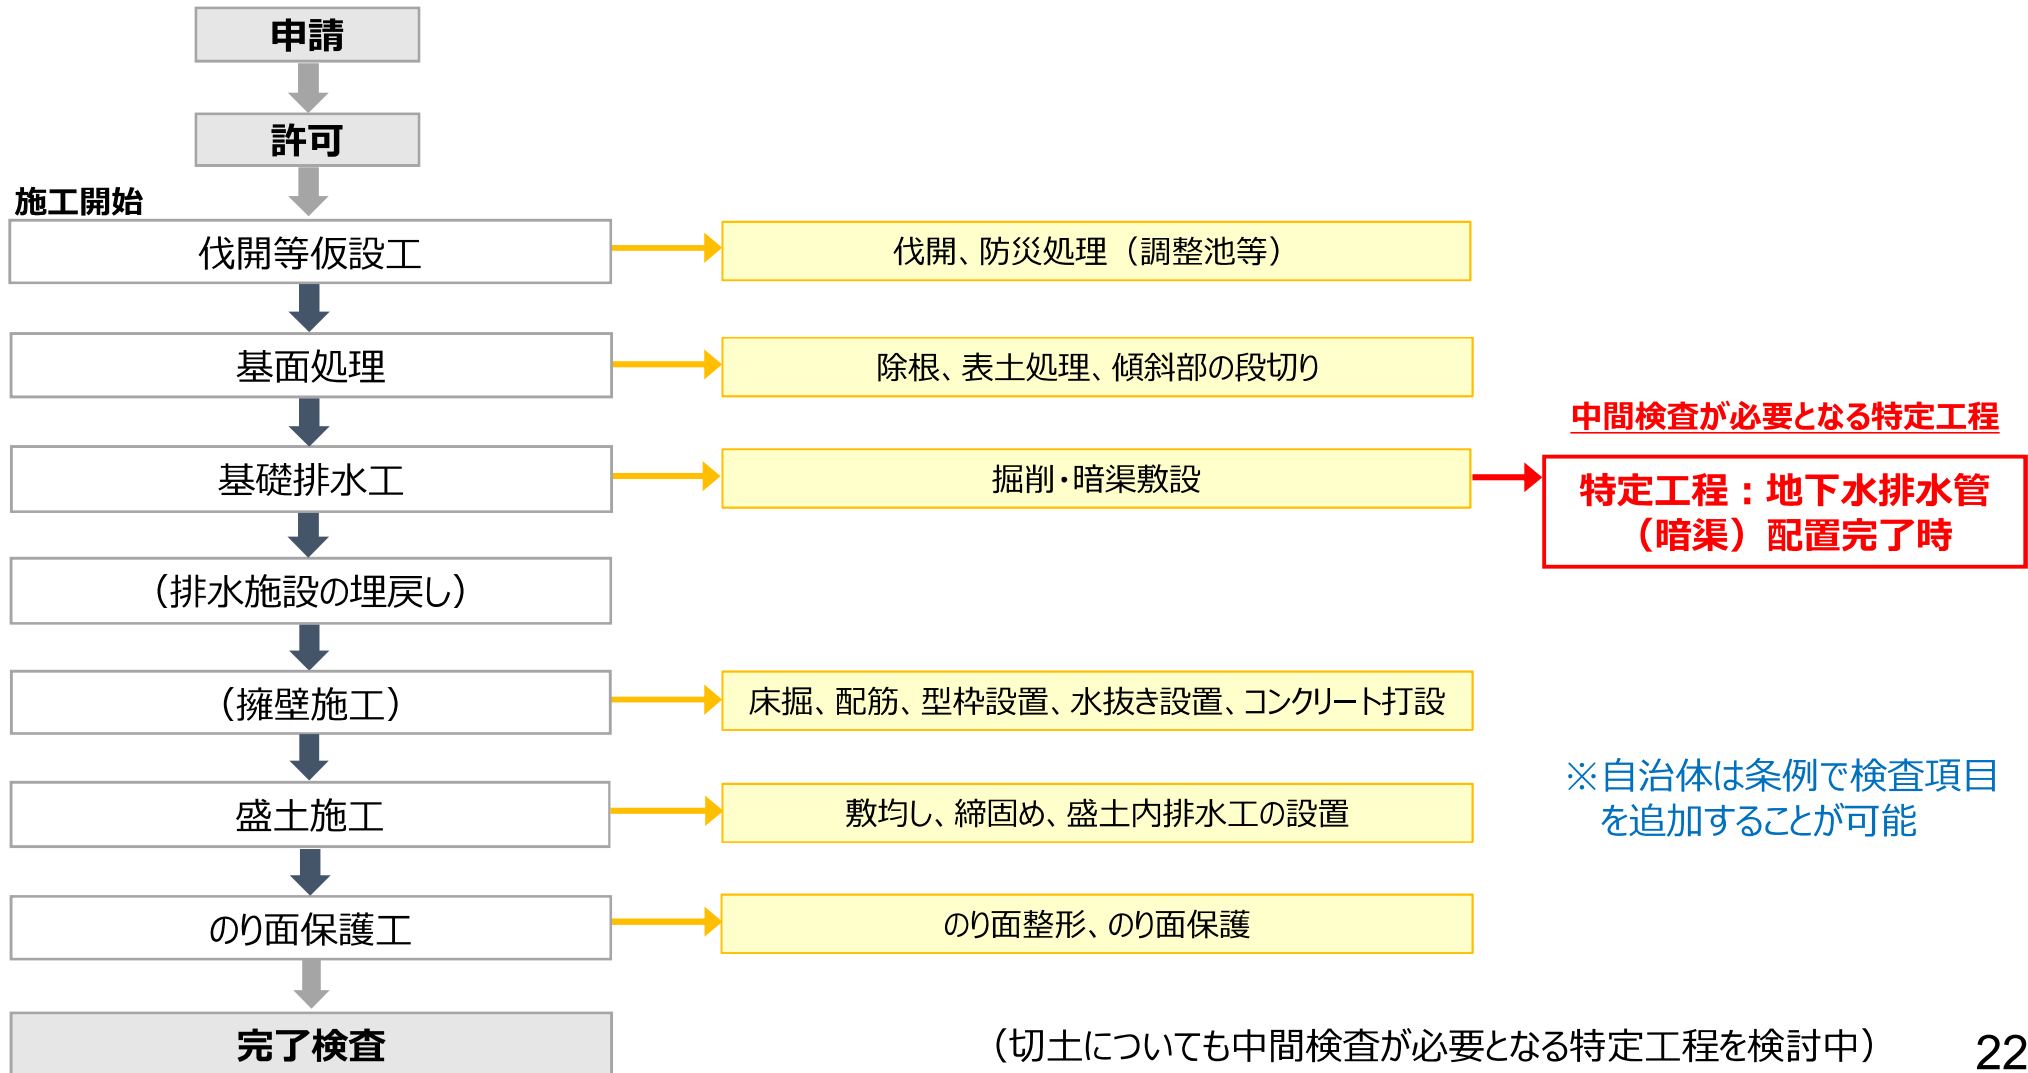 申請
許可
施工開始
伐開等仮設工
伐開、防災処理（調整池等）
基面処理
除根、表土処理、傾斜部の段切り
中間検査が必要となる特定工程
基礎排水工
掘削・暗渠敷設
特定工程：地下水排水管
（暗渠）配置完了時
（排水施設の埋戻し）
（擁壁施工）
床掘、配筋、型枠設置、水抜き設置、コンクリート打設
※自治体は条例で検査項目
を追加することが可能
盛土施工
敷均し、締固め、盛土内排水工の設置
のり面保護工
のり面整形、のり面保護
完了検査
（切土についても中間検査が必要となる特定工程を検討中）
22